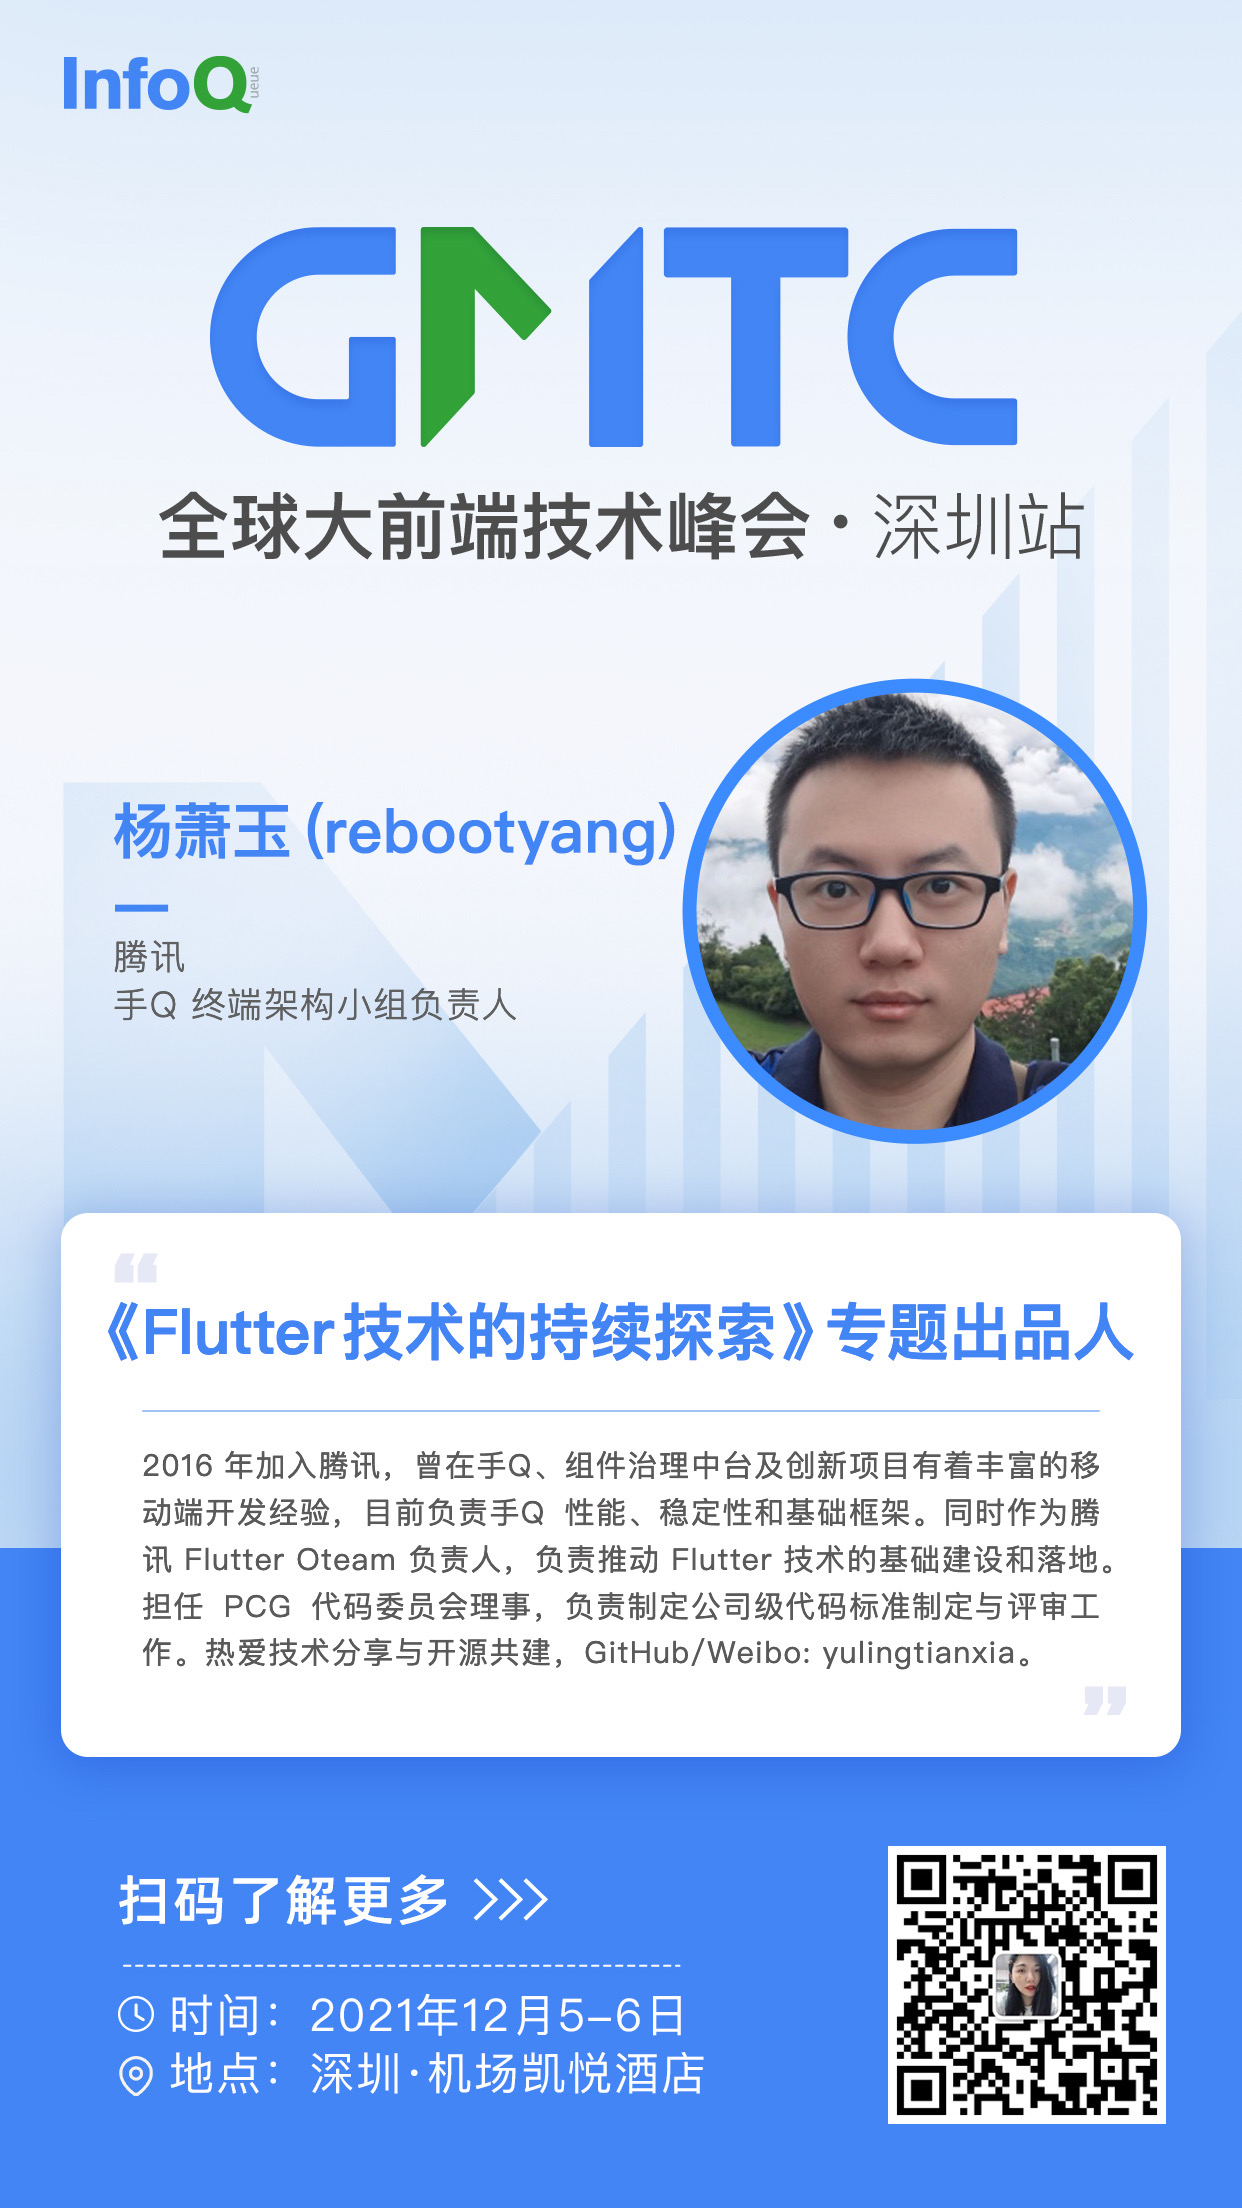 InfoQ
ueue
GMTC
全球大前端技术峰会·深圳站
杨萧玉(rebootyang)
腾讯
手Q 终端架构小组负责人
《Flutter技术的持续探索》专题出品人
2016 年加入腾讯，曾在手Q、组件治理中台及创新项目有着丰富的移
动端开发经验，目前负责手Q 性能、稳定性和基础框架。同时作为腾
讯 Flutter Oteam 负责人，负责推动 Flutter 技术的基础建设和落地。
担任 PCG 代码委员会理事，负责制定公司级代码标准制定与评审工
作。热爱技术分享与开源共建，GitHub/Weibo: yulingtianxia。
扫码了解更多
时间：2021年12月5-6日
地点：深圳·机场凯悦酒店